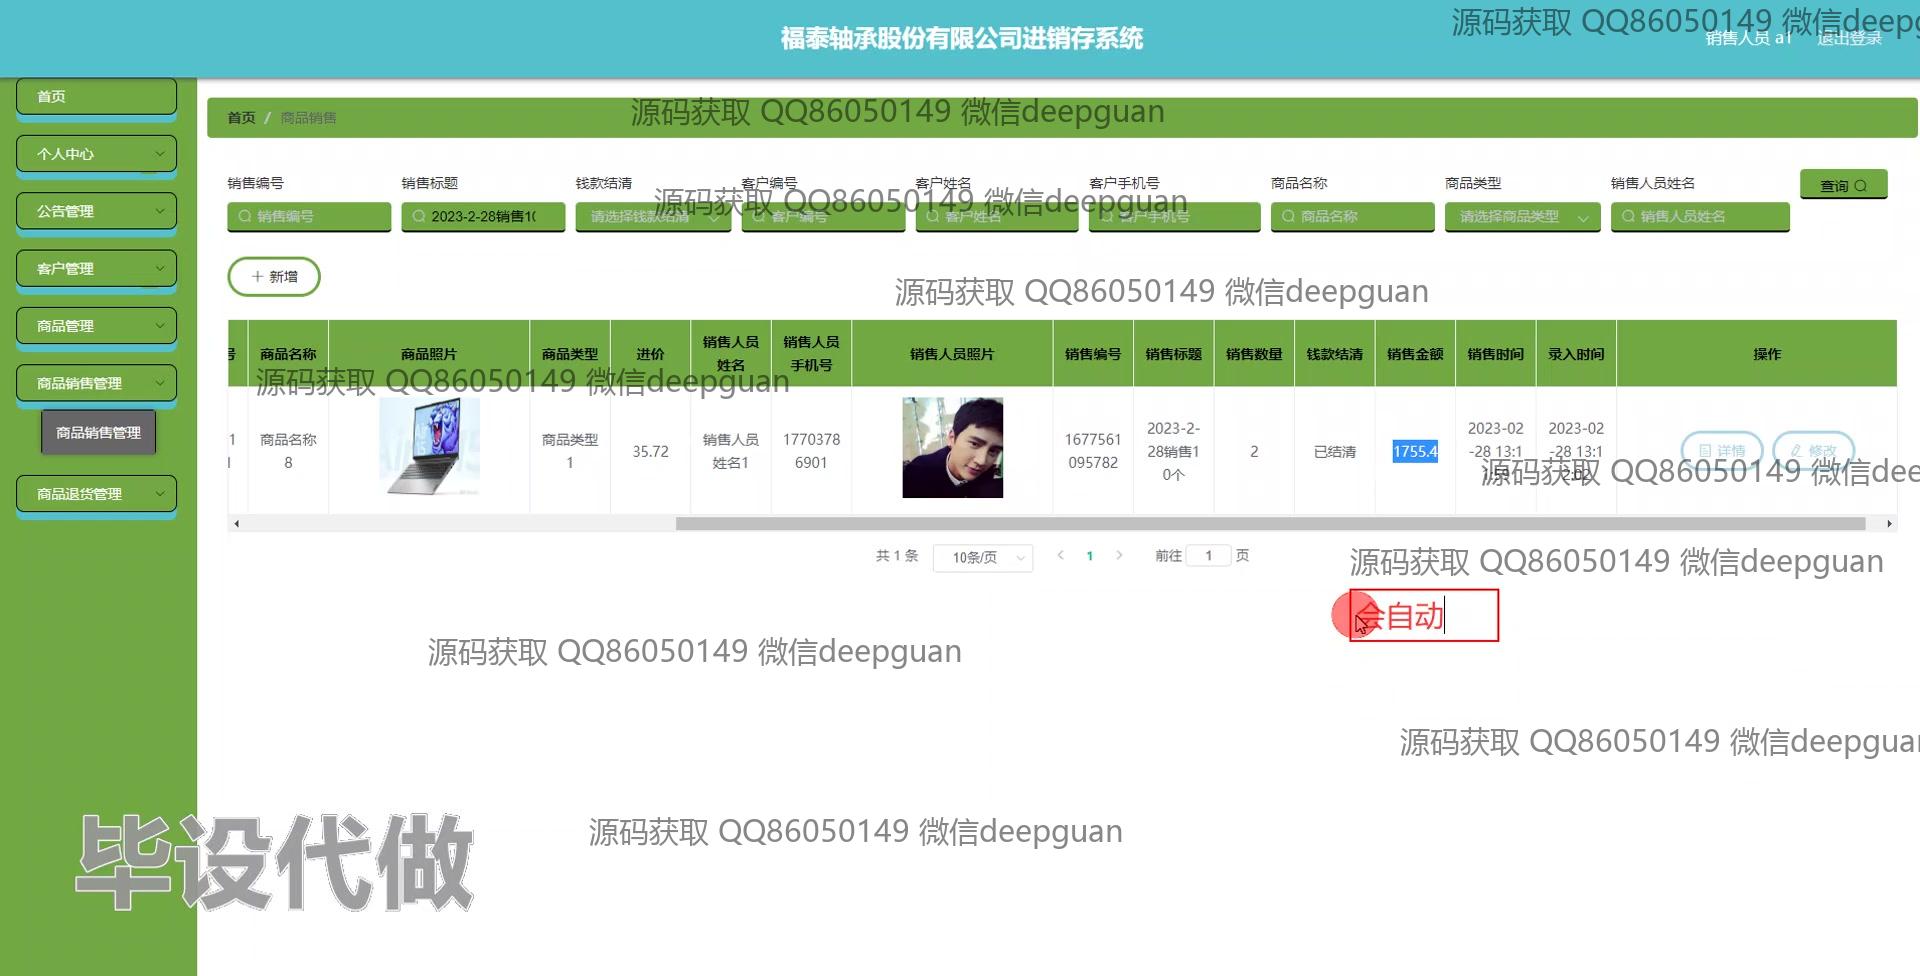 福泰轴承股份有限公司进销存系统
源码获取 QQ86050149 微信deepg
销售人员 a1
退出登录
首页
个人中心
公告管理
客户管理
商品管理
商品销售管理
商品销售管理
商品退货管理
首页 / 商品销售
源码获取 QQ86050149 微信deepguan
销售编号 销售标题 钱款结清 客户编号 客户姓名 客户手机号 商品名称 商品类型 销售人员姓名
查询
销售编号 2023-2-28销售1( 请选择钱款结清 客户编号 客户姓名 客户手机号 商品名称 请选择商品类型 销售人员姓名
源码获取 QQ86050149 微信deepguan
新增
源码获取 QQ86050149 微信deepguan
号 商品名称 商品照片 商品类型 进价 销售人员姓名 销售人员手机号 销售人员照片 销售编号 销售标题 销售数量 钱款结清 销售金额 销售时间 录入时间 操作
源码获取 QQ86050149 微信deepguan
1 商品名称8 商品类型1 35.72 销售人员姓名1 17703786901 1677561095782 2023-2-28销售10个 2 已结清 1755.4 2023-02-28 13:1 2023-02-28 13:1 详情 修改
源码获取 QQ86050149 微信dee
共 1 条 10条/页 1 前往 1 页
源码获取 QQ86050149 微信deepguan
会自动
源码获取 QQ86050149 微信deepguan
源码获取 QQ86050149 微信deepguan
源码获取 QQ86050149 微信deepguan
毕设代做